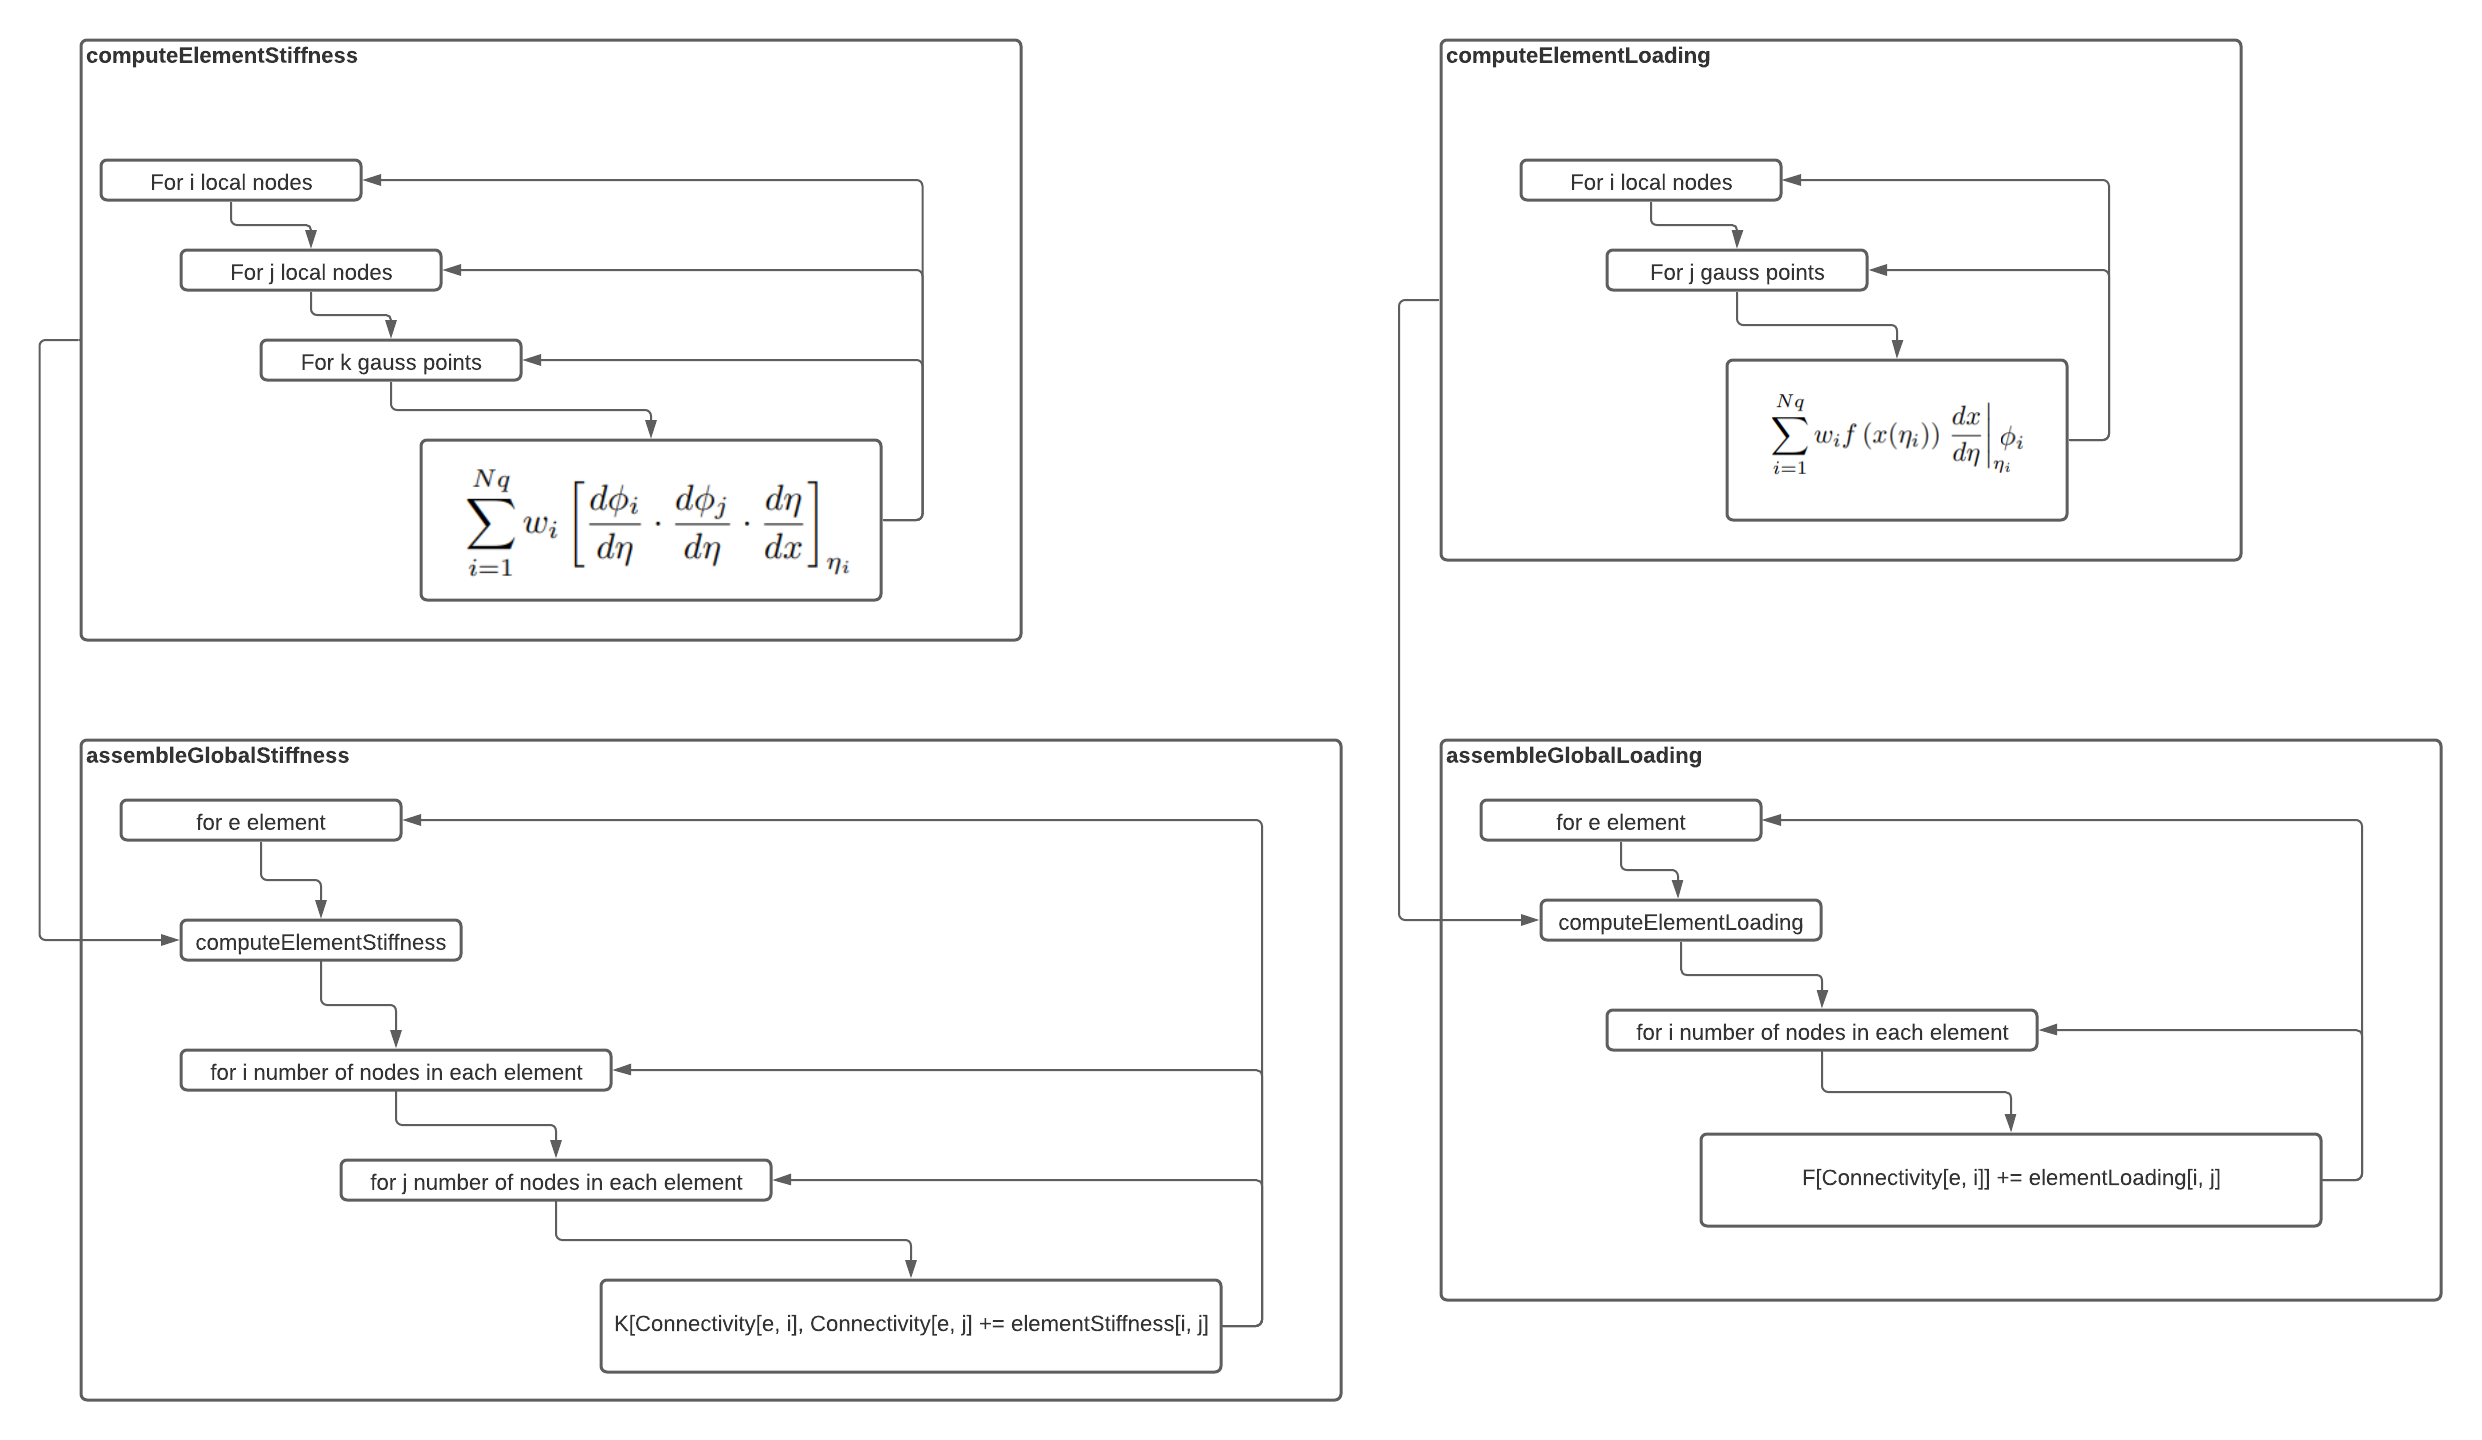 computeElementStiffness
For i local nodes
For j local nodes
For k gauss points
\sum_{i=1}^{Nq} w_i \left[ \frac{d\phi_i}{d\eta} \cdot \frac{d\phi_j}{d\eta} \cdot \frac{d\eta}{dx} \right]_{\eta_i}
computeElementLoading
For i local nodes
For j gauss points
\sum_{i=1}^{Nq} w_i f (x(\eta_i)) \left. \frac{dx}{d\eta} \right|_{\eta_i} \phi_i
assembleGlobalStiffness
for e element
computeElementStiffness
for i number of nodes in each element
for j number of nodes in each element
K[Connectivity[e, i], Connectivity[e, j] += elementStiffness[i, j]
assembleGlobalLoading
for e element
computeElementLoading
for i number of nodes in each element
F[Connectivity[e, i]] += elementLoading[i, j]